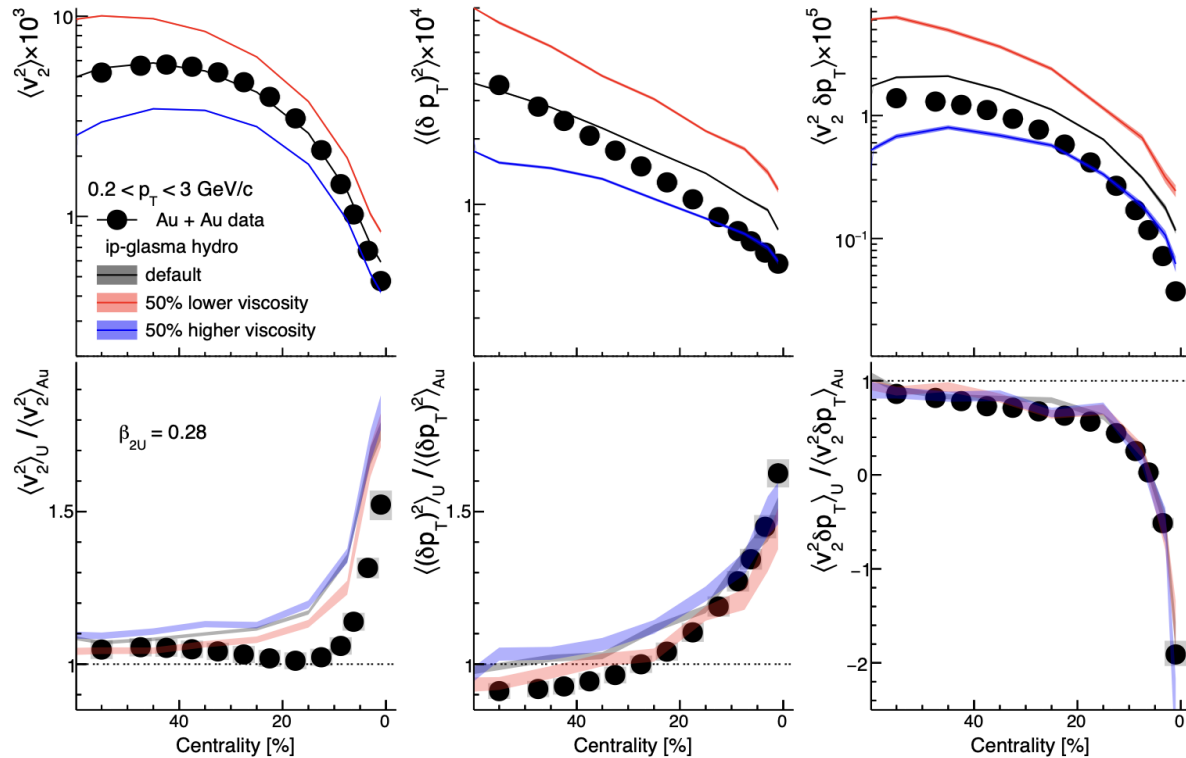 ⟨v₂²⟩×10³
10
1
0.2 < p_T < 3 GeV/c
Au + Au data
ip-glasma hydro
default
50% lower viscosity
50% higher viscosity
⟨(δ p_T)²⟩×10⁴
1
⟨v₂² δp_T⟩×10⁵
1
10⁻¹
⟨v₂²⟩_U / ⟨v₂²⟩_Au
1.5
1
β_2U = 0.28
40 20 0
Centrality [%]
⟨(δp_T)²⟩_U / ⟨(δp_T)²⟩_Au
1.5
1
40 20 0
Centrality [%]
⟨v₂²δp_T⟩_U / ⟨v₂²δp_T⟩_Au
1
0
−1
−2
40 20 0
Centrality [%]